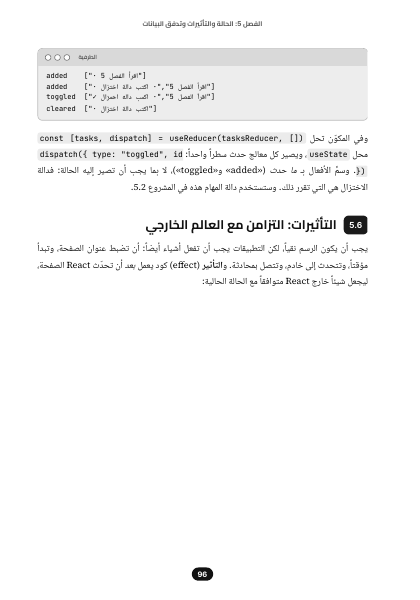 الفصل 5: الحالة والتأثيرات وتدفق البيانات
الطرفية
added ["· اقرأ الفصل 5"]
added ["· اقرأ الفصل 5","· اكتب دالة اختزال"]
toggled ["✓ اقرأ الفصل 5","· اكتب دالة اختزال"]
cleared ["· اكتب دالة اختزال"]
وفي المكوّن تحل const [tasks, dispatch] = useReducer(tasksReducer, [])
محل useState، ويصير كل معالج حدث سطراً واحداً: dispatch({ type: "toggled", id
}). وسمِّ الأفعال بـ ما حدث («added» و«toggled»)، لا بما يجب أن تصير إليه الحالة: فدالة
الاختزال هي التي تقرر ذلك. وستستخدم دالة المهام هذه في المشروع 5.2.
5.6 التأثيرات: التزامن مع العالم الخارجي
يجب أن يكون الرسم نقياً، لكن التطبيقات يجب أن تفعل أشياء أيضاً: أن تضبط عنوان الصفحة، وتبدأ
مؤقتاً، وتتحدث إلى خادم، وتتصل بمحادثة. والتأثير (effect) كود يعمل بعد أن تحدّث React الصفحة،
ليجعل شيئاً خارج React متوافقاً مع الحالة الحالية:
96